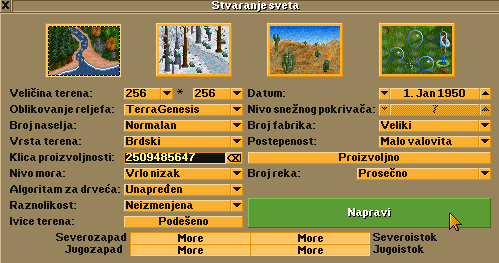 Stvaranje sveta
Veličina terena: 256 * 256 Datum: 1. Jan 1950
Oblikovanje reljefa: TerraGenesis Nivo snežnog pokrivača: 7
Broj naselja: Normalan Broj fabrika: Veliki
Vrsta terena: Brdski Postepenost: Malo valovita
Klica proizvoljnosti: 2509485647 Proizvoljno
Nivo mora: Vrlo nizak Broj reka: Prosečno
Algoritam za drveća: Unapređen
Raznolikost: Neizmenjena Napravi
Ivice terena: Podešeno
Severozapad More More Severoistok
Jugozapad More More Jugoistok